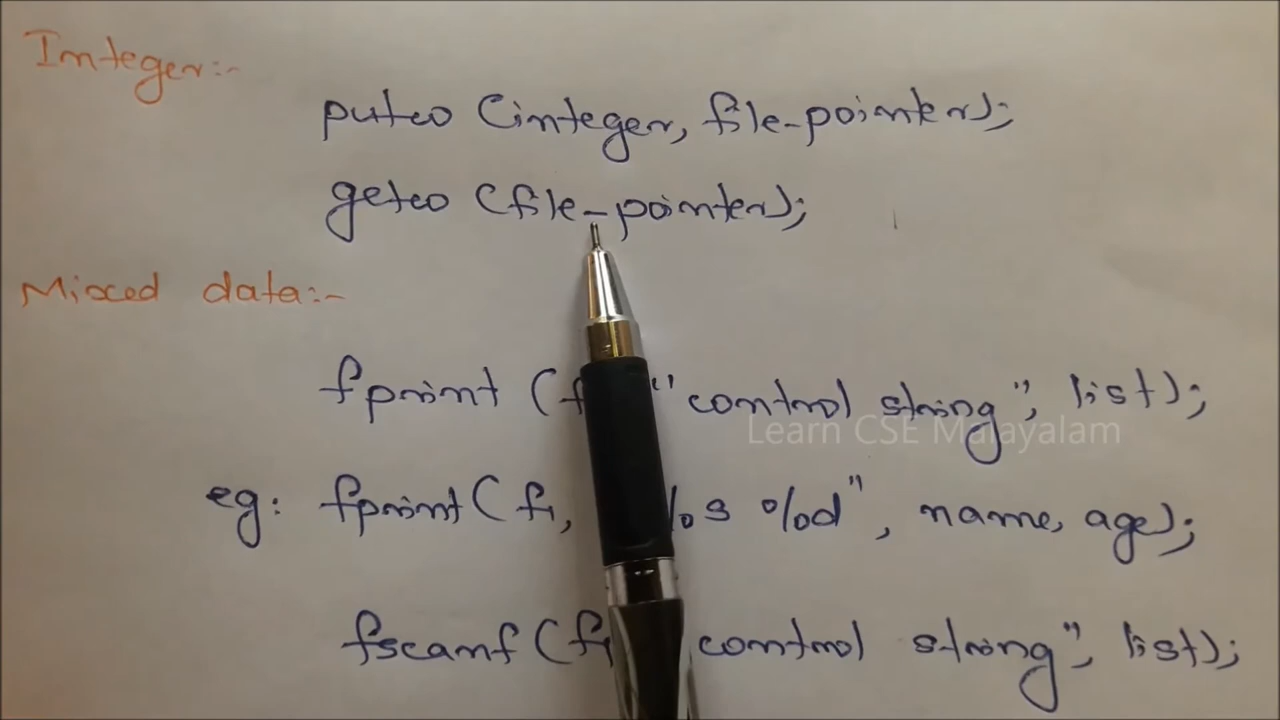 Integer:-
putw (integer, file-pointer);
getw (file-pointer);
Mixed data:-
fprint (f "control string", list);
Learn CSE Malayalam
eg: fprint (f1, %s %d", name, age);
fscanf (f1 control string", list);